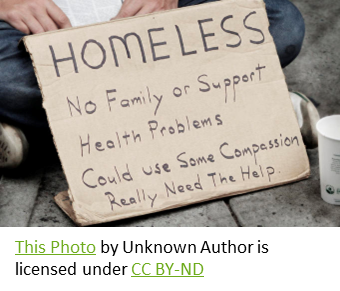 HOMELESS
No Family or Support
Health Problems
Could use Some Compassion
Really Need The Help.
This Photo by Unknown Author is
licensed under CC BY-ND